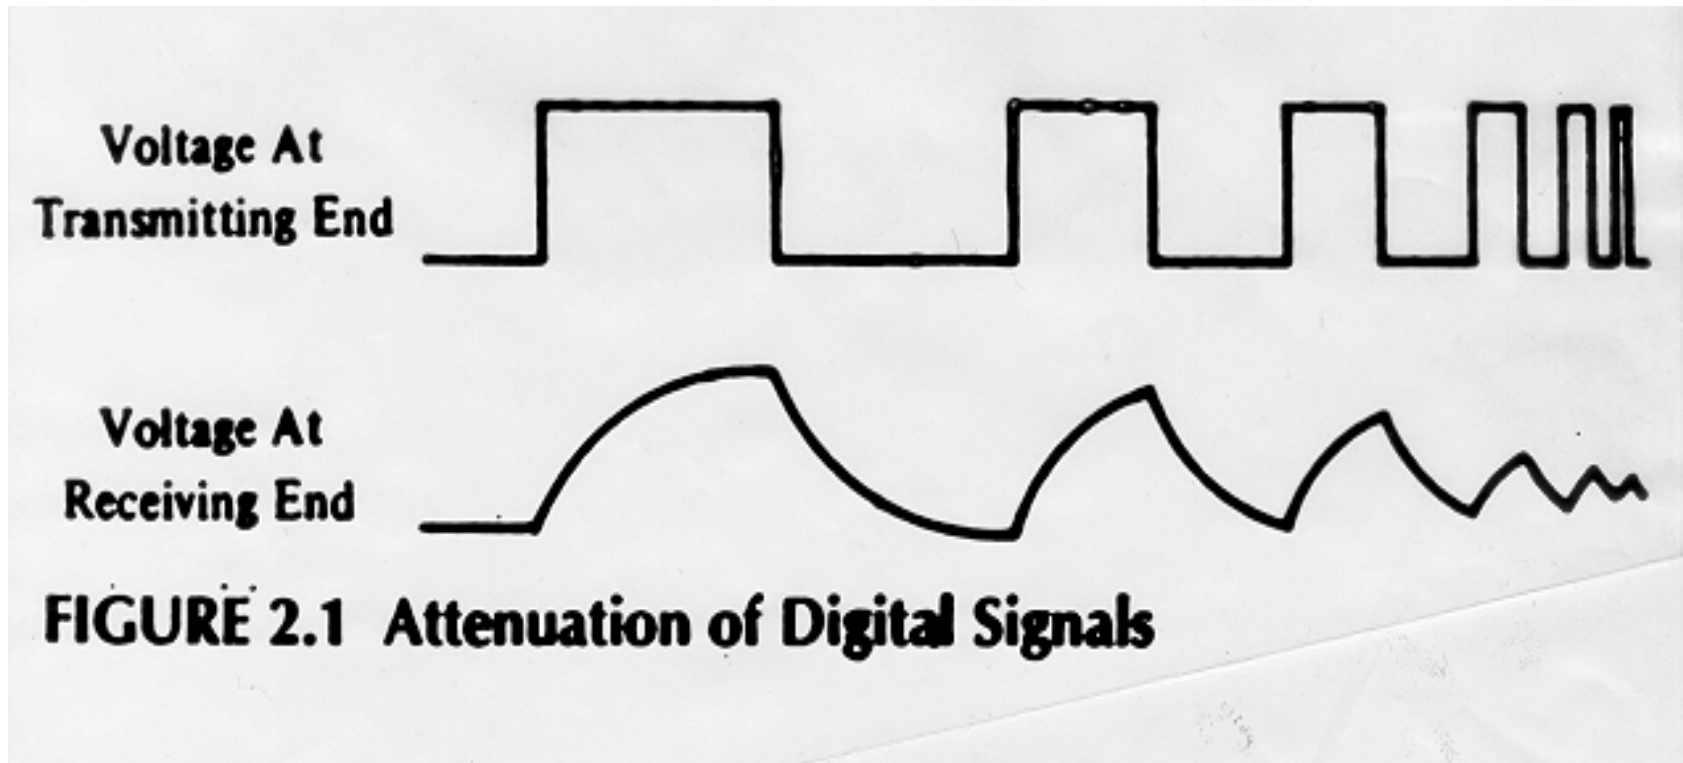 Voltage At
Transmitting End
Voltage At
Receiving End
FIGURE 2.1 Attenuation of Digital Signals